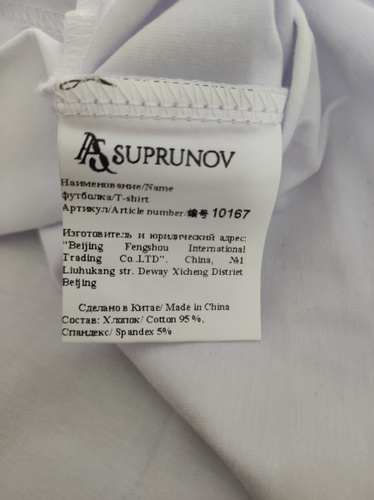 AS SUPRUNOV
Наименование/Name
футболка/T-shirt
Артикул/Article number/编号 10167
Изготовитель и юридический адрес:
"Beijing Fengshou International
Trading Co..LTD". China, №1
Liuhukang str. Deway Xicheng District
Beijing
Сделано в Китае/ Made in China
Состав: Хлопок/ Cotton 95 %,
Спандекс/ Spandex 5%